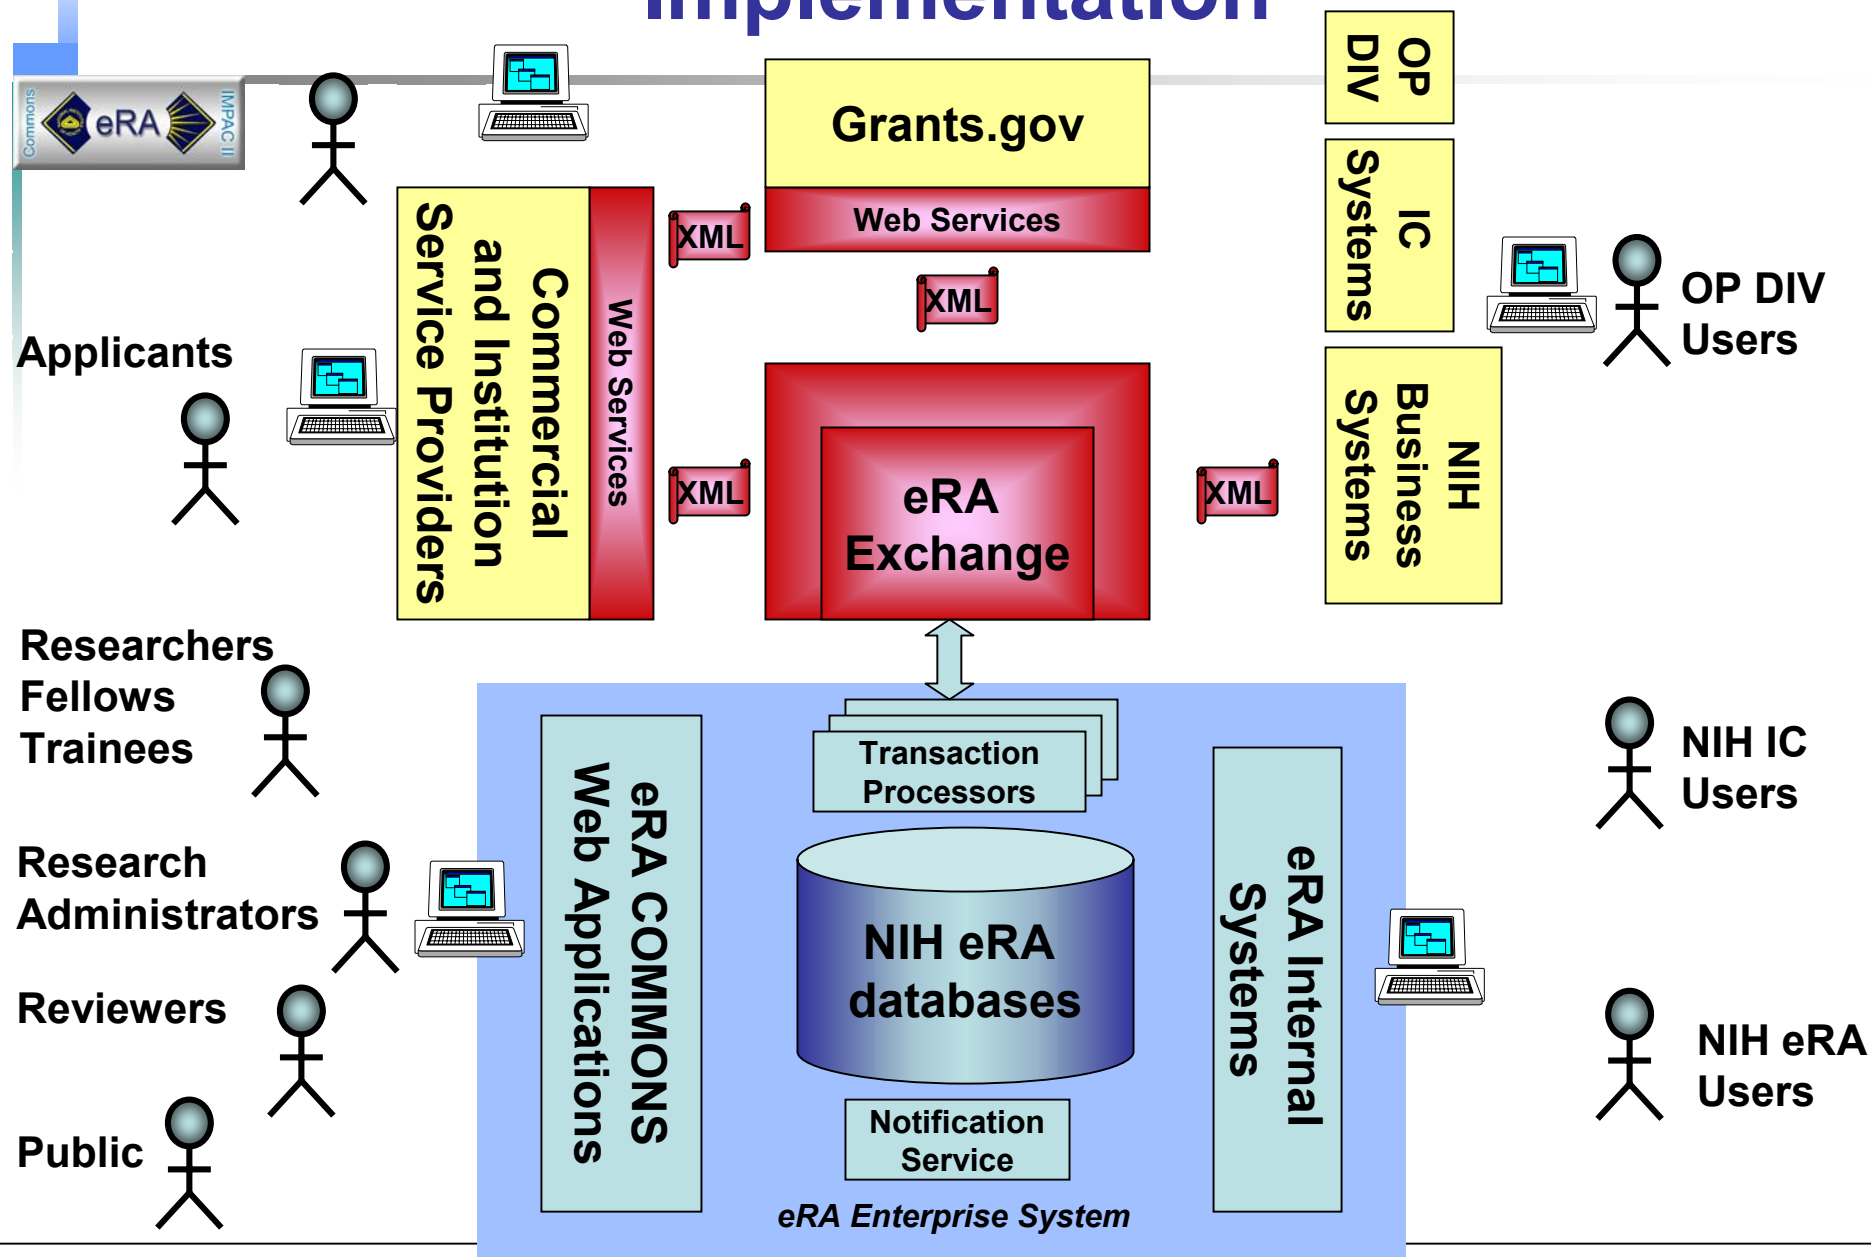 Implementation
Commons
eRA
IMPAC II
Grants.gov
Web Services
OP
DIV
IC
Systems
NIH
Business
Systems
OP DIV
Users
XML
XML
XML
XML
Commercial
and Institution
Service Providers
Web Services
Applicants
eRA
Exchange
Researchers
Fellows
Trainees
Research
Administrators
Reviewers
Public
eRA COMMONS
Web Applications
Transaction
Processors
NIH eRA
databases
Notification
Service
eRA Enterprise System
eRA Internal
Systems
NIH IC
Users
NIH eRA
Users